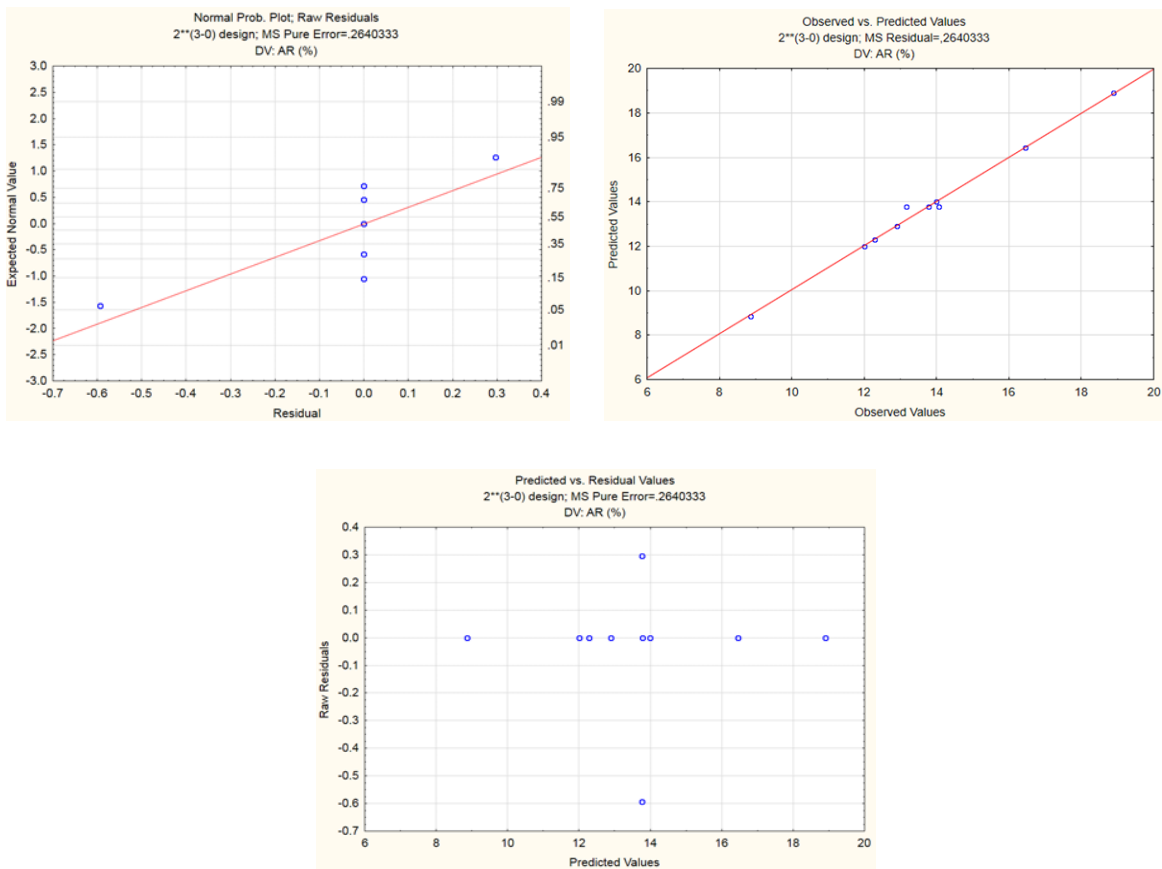 Normal Prob. Plot; Raw Residuals
2**(3-0) design; MS Pure Error=.2640333
DV: AR (%)
3.0
2.5
2.0
1.5
1.0
0.5
0.0
-0.5
-1.0
-1.5
-2.0
-2.5
-3.0
Expected Normal Value
.99
.95
.75
.55
.35
.15
.05
.01
-0.7 -0.6 -0.5 -0.4 -0.3 -0.2 -0.1 0.0 0.1 0.2 0.3 0.4
Residual
Observed vs. Predicted Values
2**(3-0) design; MS Residual=,2640333
DV: AR (%)
20
18
16
14
12
10
8
6
Predicted Values
6 8 10 12 14 16 18 20
Observed Values
Predicted vs. Residual Values
2**(3-0) design; MS Pure Error=.2640333
DV: AR (%)
0.4
0.3
0.2
0.1
0.0
-0.1
-0.2
-0.3
-0.4
-0.5
-0.6
-0.7
Raw Residuals
6 8 10 12 14 16 18 20
Predicted Values